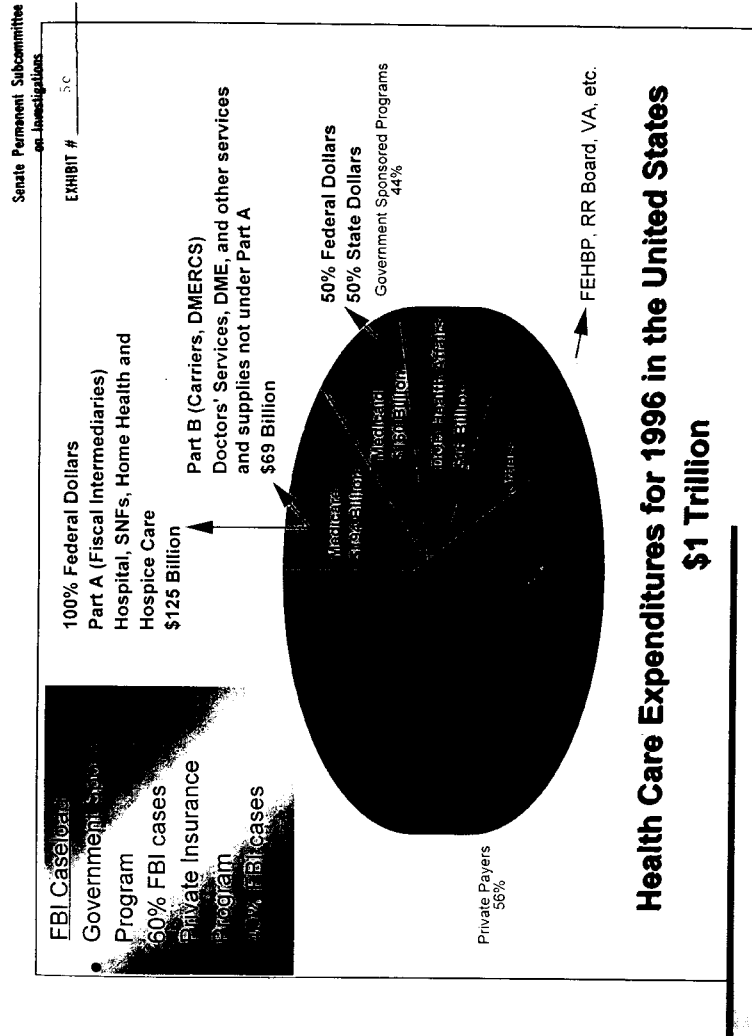 Senate Permanent Subcommittee
on Investigations
EXHIBIT # 5c
FBI Caseload
• Government
Program
60% FBI cases
Private Insurance
Program
FBI cases
100% Federal Dollars
Part A (Fiscal Intermediaries)
Hospital, SNFs, Home Health and
Hospice Care
$125 Billion
Part B (Carriers, DMERCS)
Doctors' Services, DME, and other services
and supplies not under Part A
$69 Billion
50% Federal Dollars
50% State Dollars
Government Sponsored Programs
44%
Medicare
Billion
Medicaid
Billion
Billion
Private Payers
56%
FEHBP, RR Board, VA, etc.
Health Care Expenditures for 1996 in the United States
$1 Trillion